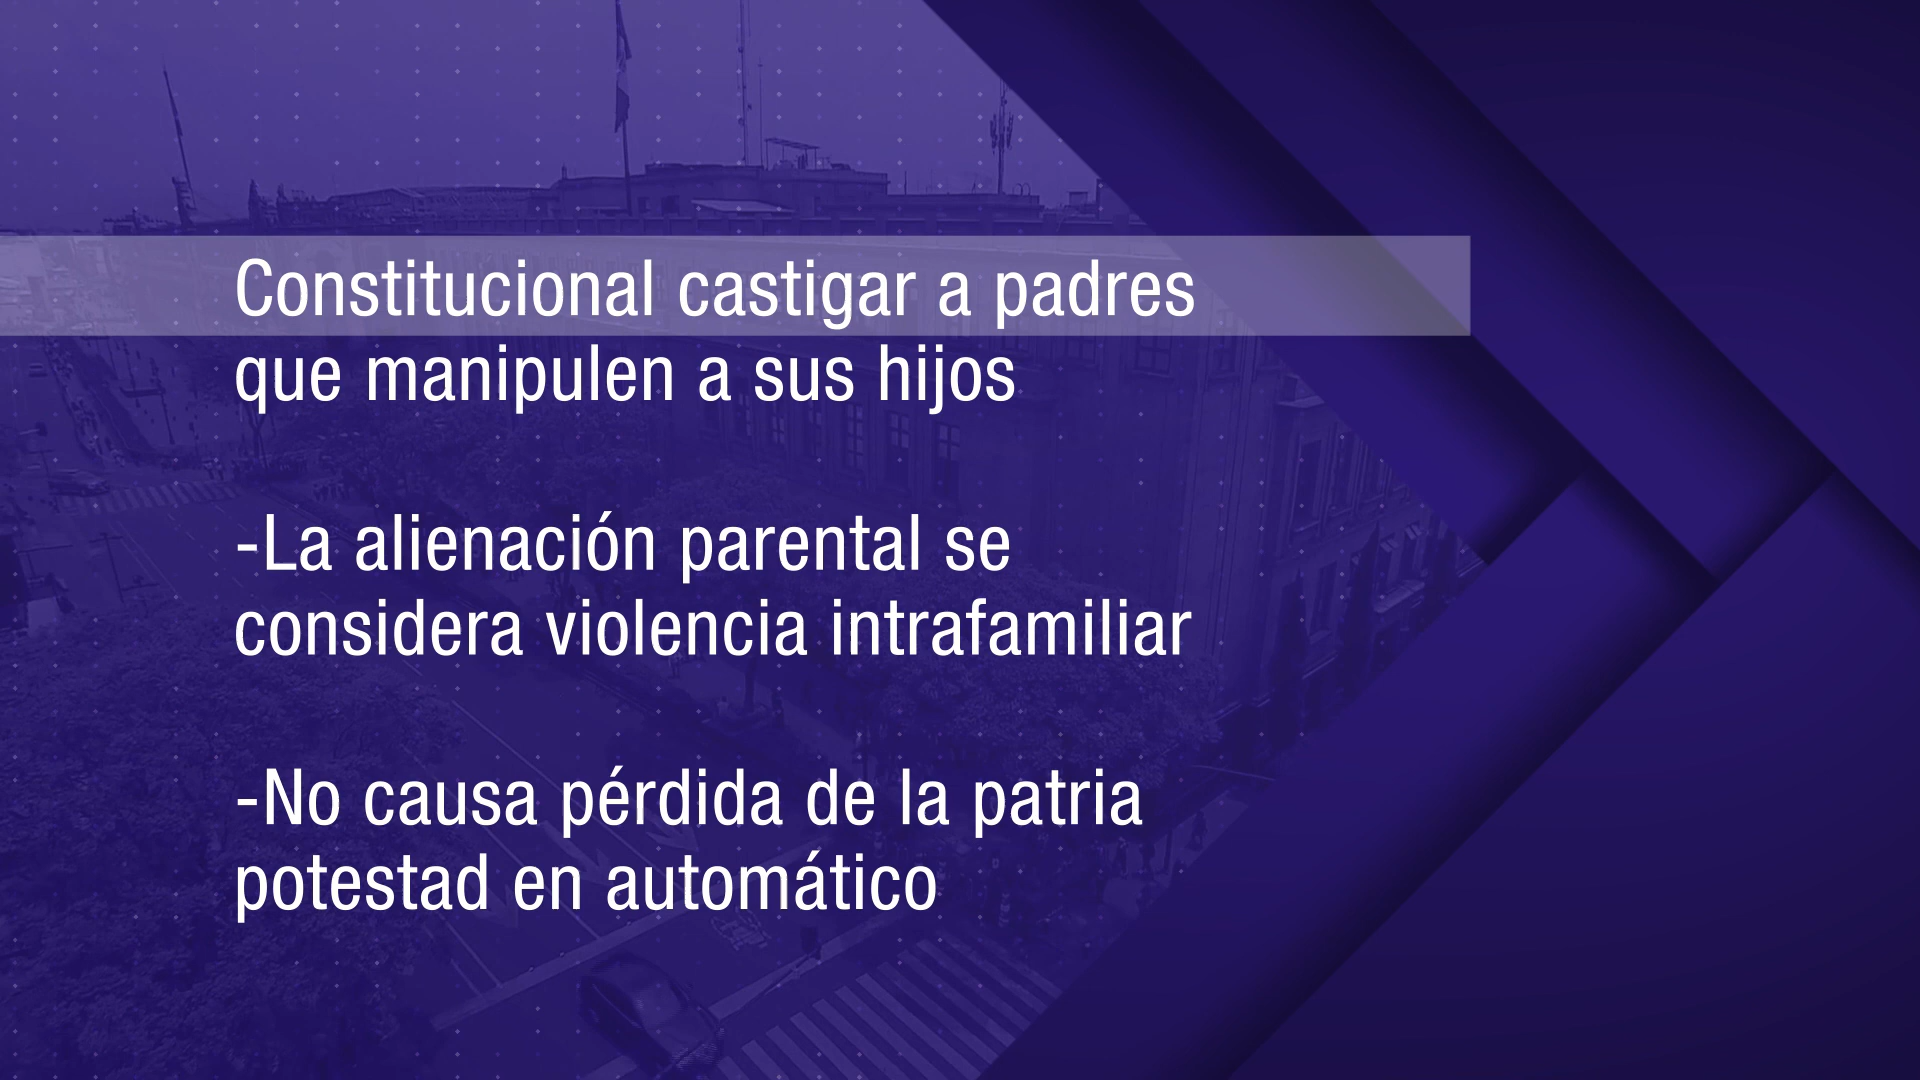 Constitucional castigar a padres
que manipulen a sus hijos
-La alienación parental se
considera violencia intrafamiliar
-No causa pérdida de la patria
potestad en automático